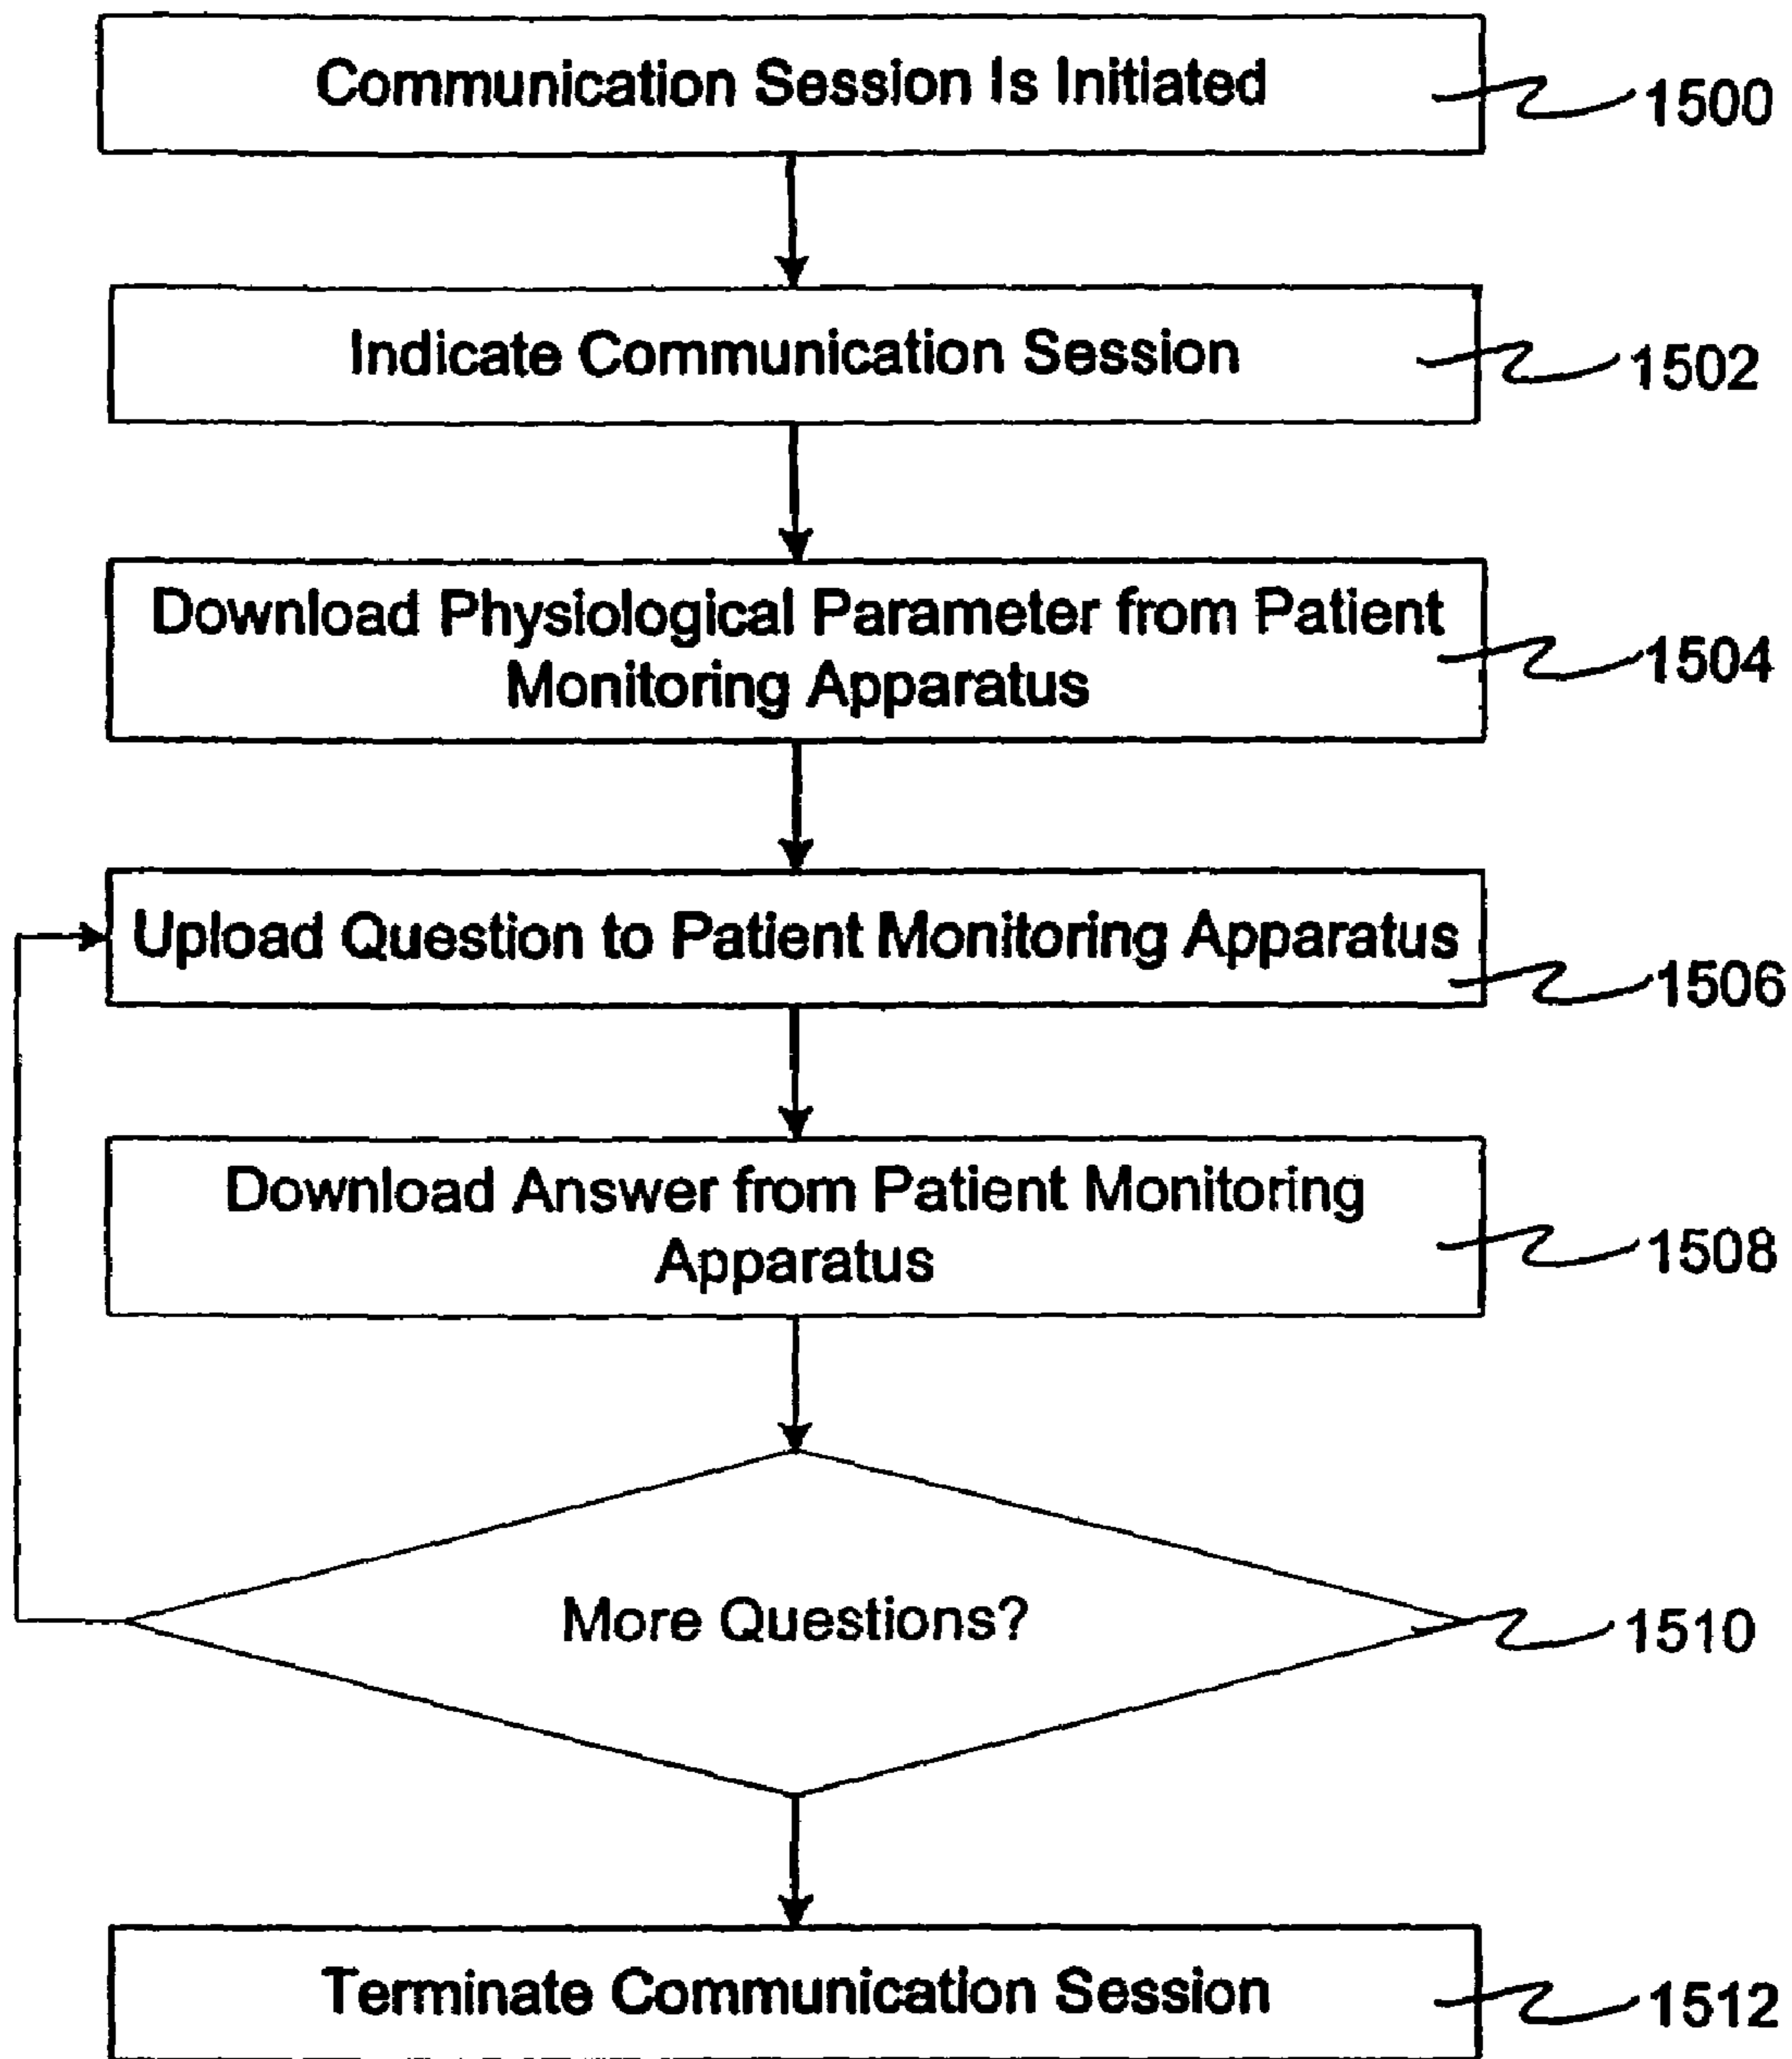 Communication Session Is Initiated
1500
Indicate Communication Session
1502
Download Physiological Parameter from Patient
Monitoring Apparatus
1504
Upload Question to Patient Monitoring Apparatus
1506
Download Answer from Patient Monitoring
Apparatus
1508
More Questions?
1510
Terminate Communication Session
1512